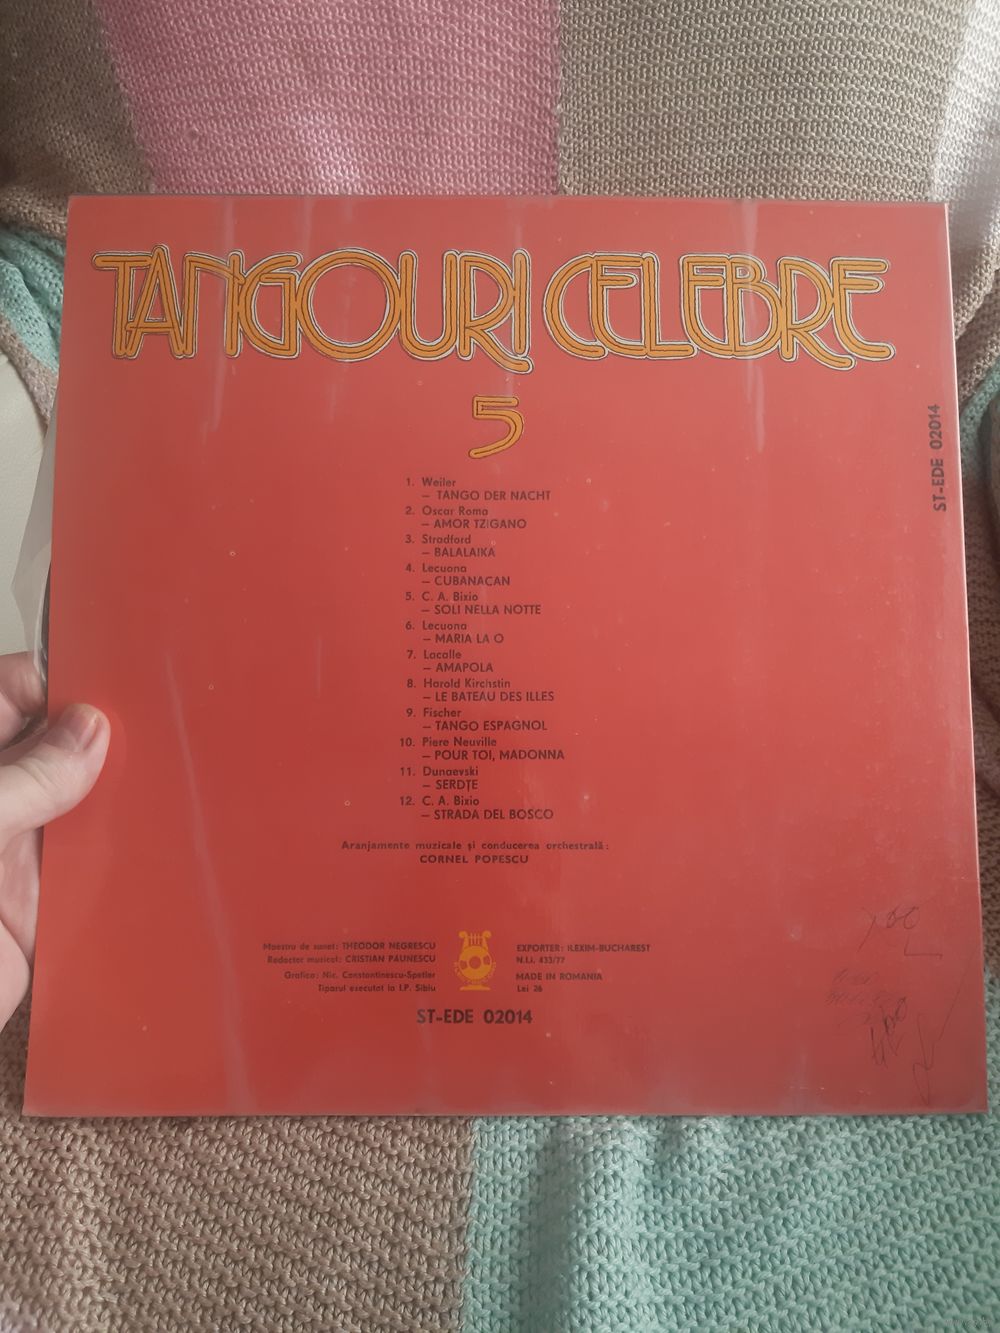 TANGOURI CELEBRE
5
ST-EDE 02014
1. Weiler
– TANGO DER NACHT
2. Oscar Roma
– AMOR TZIGANO
3. Stradford
– BALALAIKA
4. Lecuona
– CUBANACAN
5. C. A. Bixio
– SOLI NELLA NOTTE
6. Lecuona
– MARIA LA O
7. Lacalle
– AMAPOLA
8. Harold Kirchstin
– LE BATEAU DES ILLES
9. Fischer
– TANGO ESPAGNOL
10. Piere Neuville
– POUR TOI, MADONNA
11. Dunaevski
– SERDȚE
12. C. A. Bixio
– STRADA DEL BOSCO
Aranjamente muzicale și conducerea orchestrală:
CORNEL POPESCU
Maestru de sunet: THEODOR NEGRESCU
Redactor muzical: CRISTIAN PĂUNESCU
Grafica: Nic. Constantinescu-Spetler
Tiparul executat la I.P. Sibiu
EXPORTER: ILEXIM-BUCHAREST
N.I.I. 433/77
MADE IN ROMANIA
Lei 26
ST-EDE 02014
400